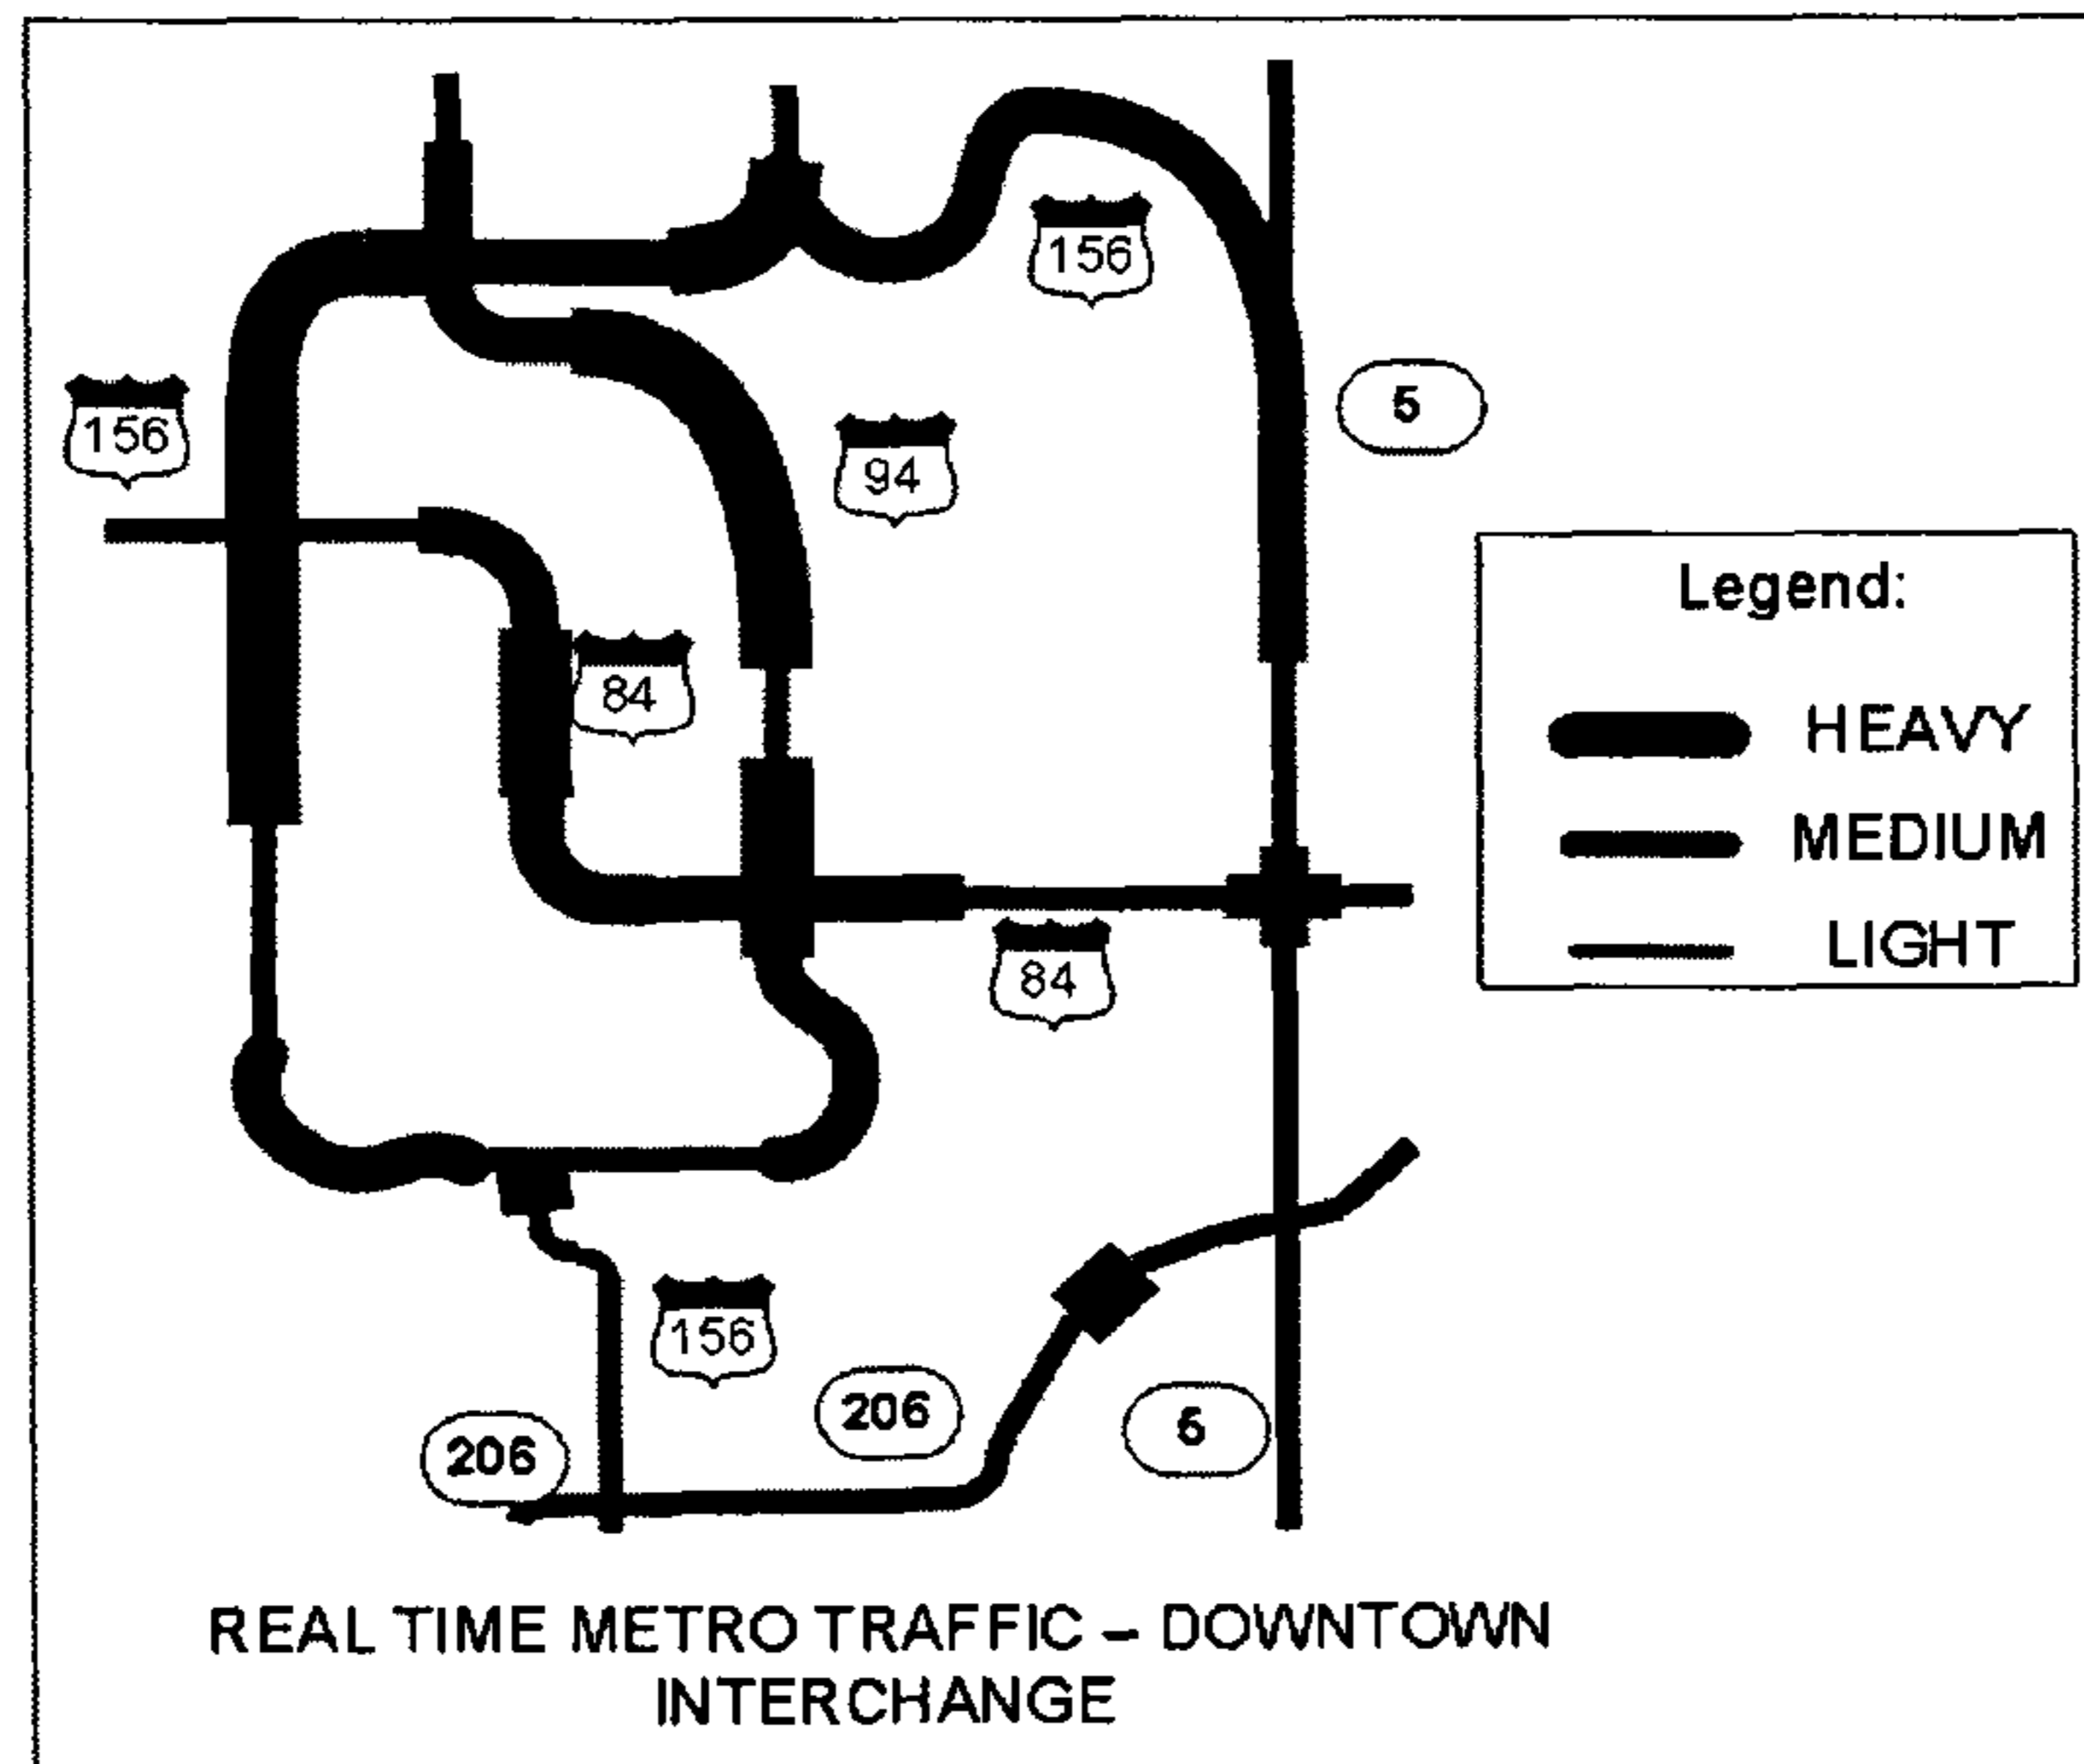 156
156
5
94
Legend:
84
HEAVY
MEDIUM
LIGHT
84
156
206
206
6
REAL TIME METRO TRAFFIC – DOWNTOWN
INTERCHANGE